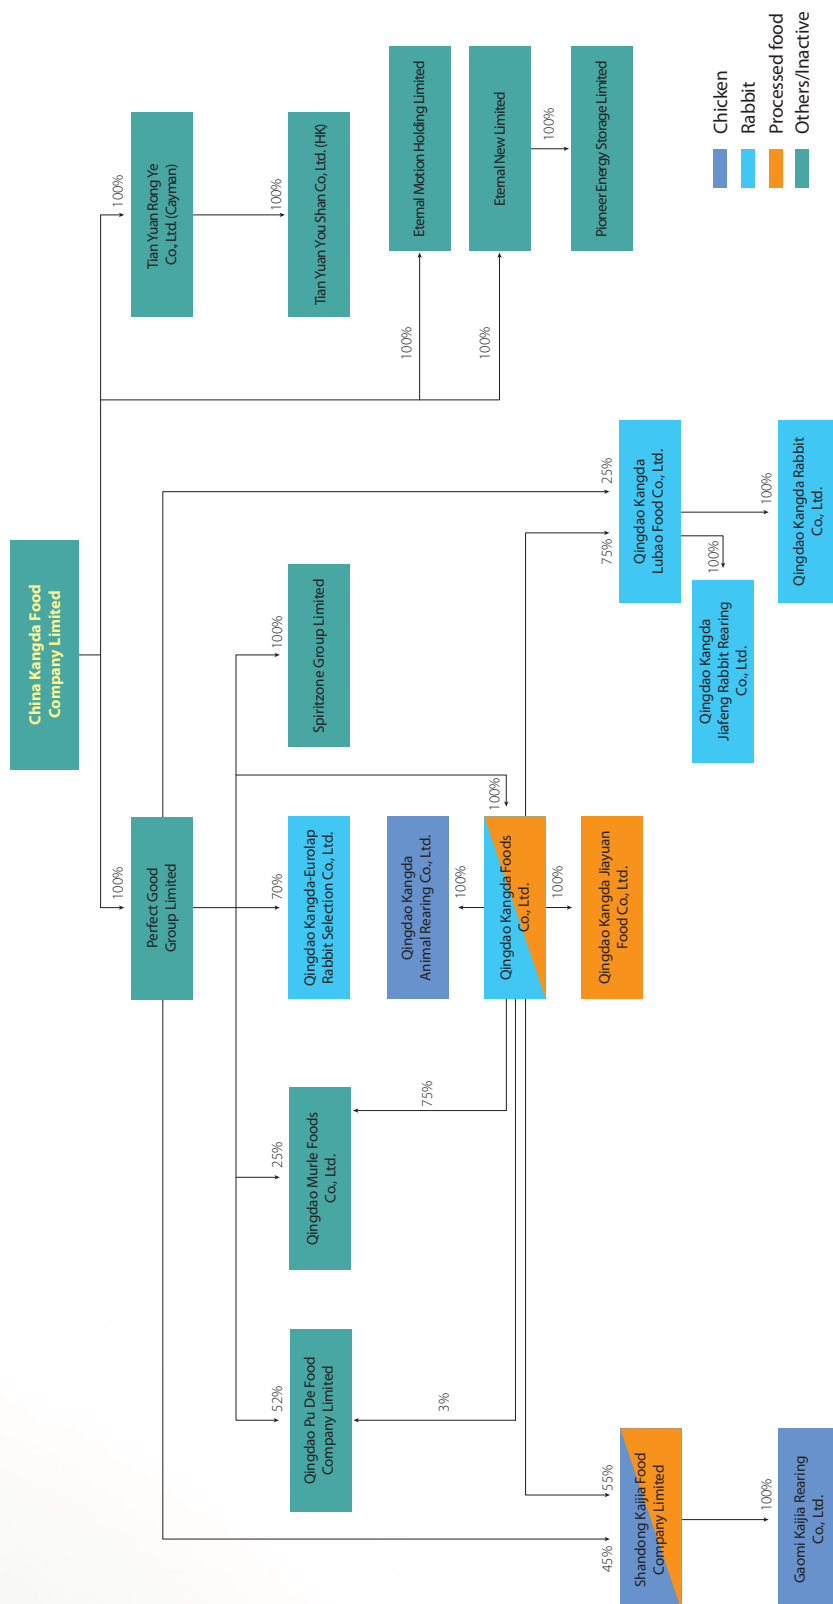 China Kangda Food
Company Limited
100%
100%
Perfect Good
Group Limited
Tian Yuan Rong Ye
Co., Ltd. (Cayman)
52%
25%
70%
100%
100%
Qingdao Pu De Food
Company Limited
Qingdao Murle Foods
Co., Ltd.
Qingdao Kangda-Eurolap
Rabbit Selection Co., Ltd.
Spiritzone Group Limited
Tian Yuan You Shan Co, Ltd. (HK)
100%
Eternal Motion Holding Limited
3%
75%
100%
Qingdao Kangda
Animal Rearing Co., Ltd.
100%
100%
Eternal New Limited
Qingdao Kangda Foods
Co., Ltd.
100%
100%
Pioneer Energy Storage Limited
Qingdao Kangda Jiayuan
Food Co., Ltd.
45%
55%
75%
25%
Shandong Kaijia Food
Company Limited
Qingdao Kangda
Lubao Food Co., Ltd.
100%
100%
100%
Qingdao Kangda
Jiafeng Rabbit Rearing
Co., Ltd.
Gaomi Kaijia Rearing
Co., Ltd.
Qingdao Kangda Rabbit
Co., Ltd.
Chicken
Rabbit
Processed food
Others/Inactive